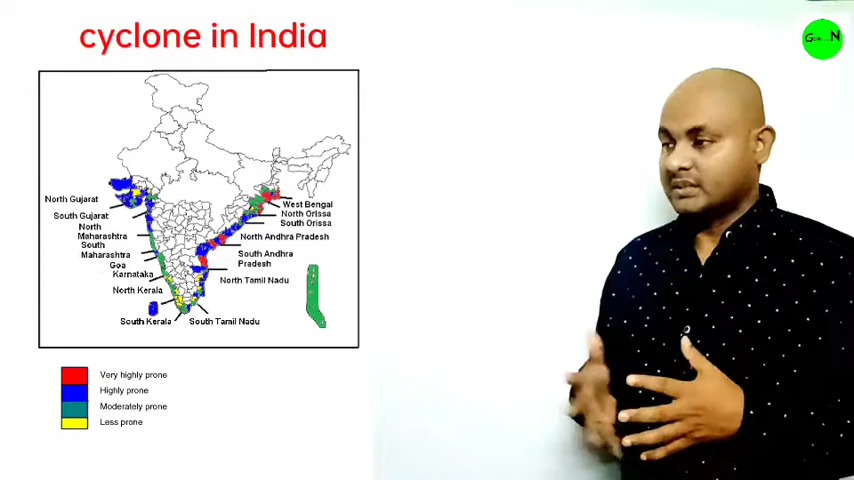 cyclone in India
North Gujarat
South Gujarat
North
Maharashtra
South
Maharashtra
Goa
Karnataka
North Kerala
South Kerala
West Bengal
North Orissa
South Orissa
North Andhra Pradesh
South Andhra
Pradesh
North Tamil Nadu
South Tamil Nadu
Very highly prone
Highly prone
Moderately prone
Less prone